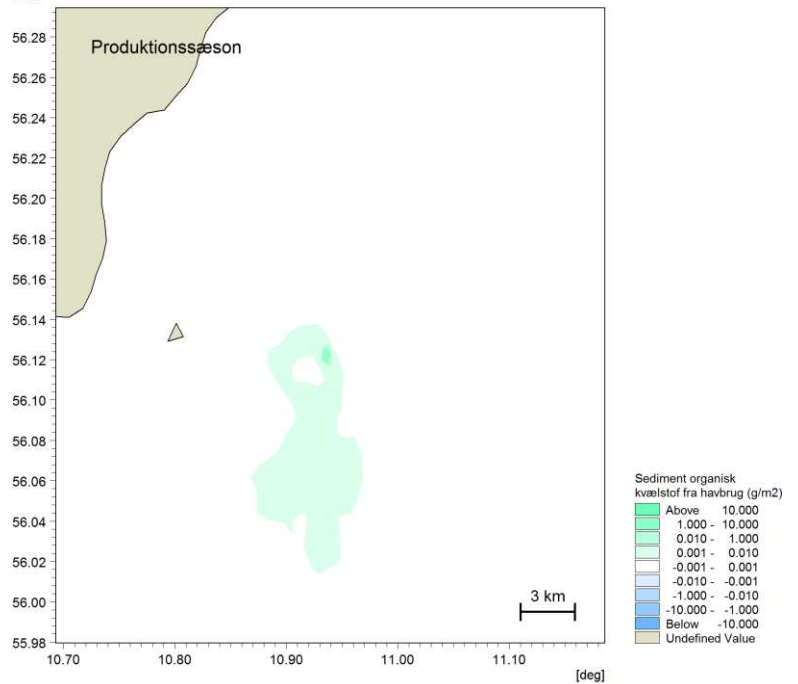 Produktionssæson
56.28
56.26
56.24
56.22
56.20
56.18
56.16
56.14
56.12
56.10
56.08
56.06
56.04
56.02
56.00
55.98
10.70 10.80 10.90 11.00 11.10
[deg]
3 km
Sediment organisk
kvælstof fra havbrug (g/m2)
Above 10.000
1.000 - 10.000
0.010 - 1.000
0.001 - 0.010
-0.001 - 0.001
-0.010 - -0.001
-1.000 - -0.010
-10.000 - -1.000
Below -10.000
Undefined Value